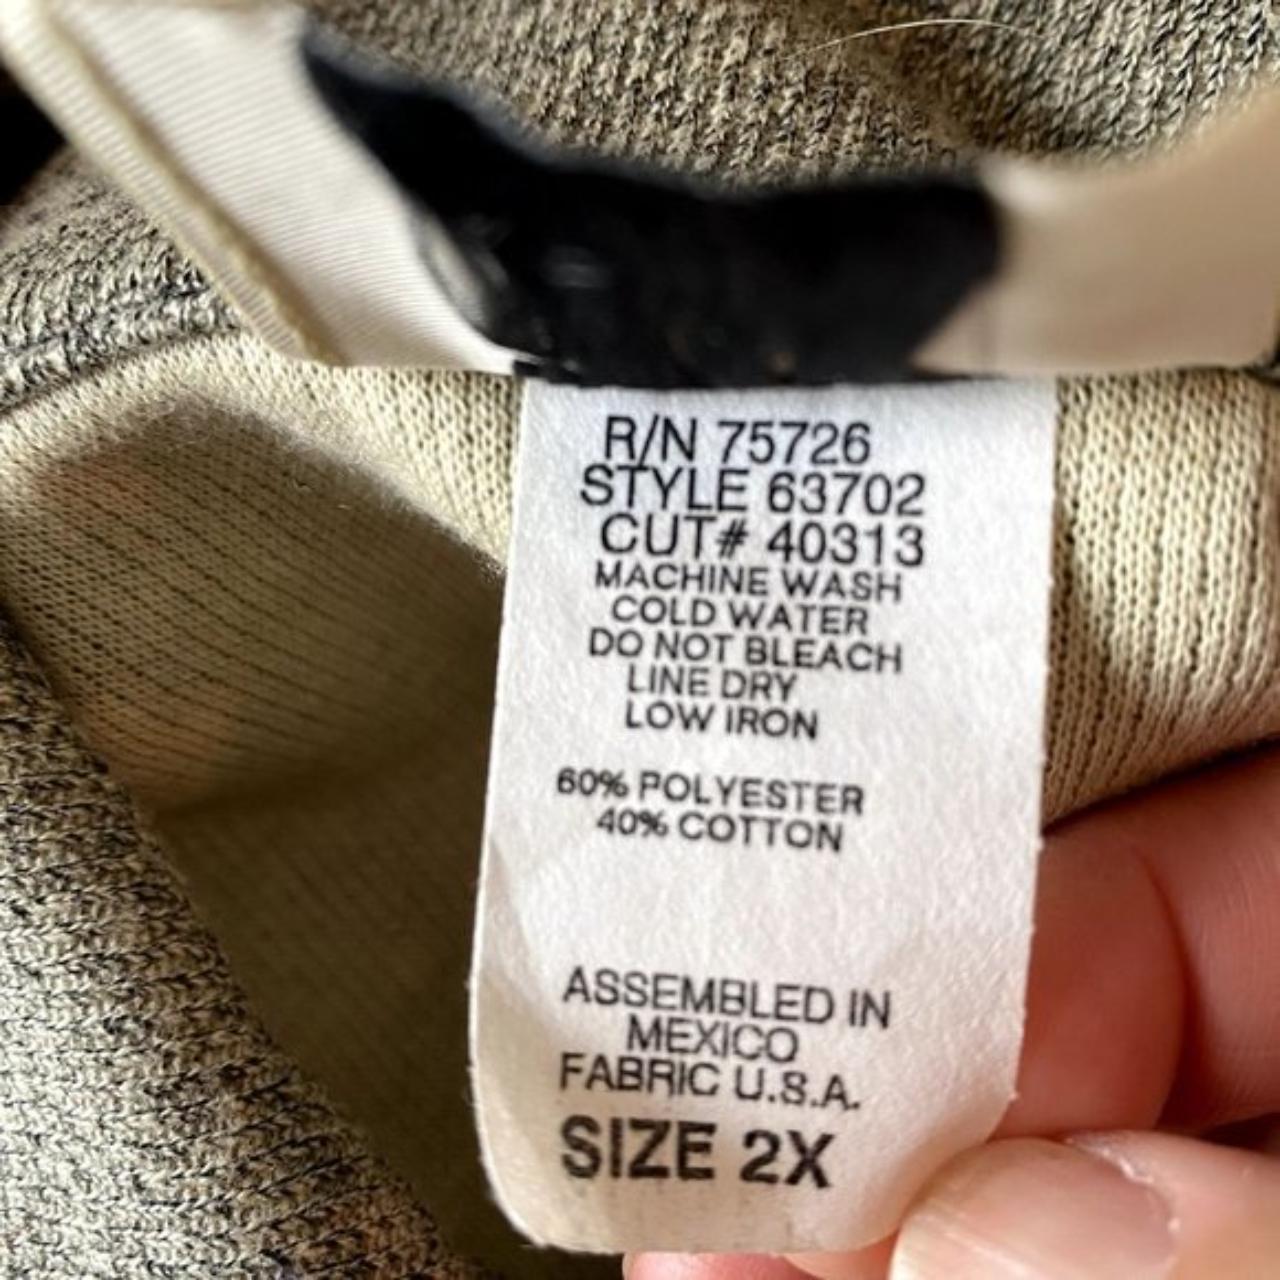 R/N 75726
STYLE 63702
CUT# 40313
MACHINE WASH
COLD WATER
DO NOT BLEACH
LINE DRY
LOW IRON
60% POLYESTER
40% COTTON
ASSEMBLED IN
MEXICO
FABRIC U.S.A.
SIZE 2X